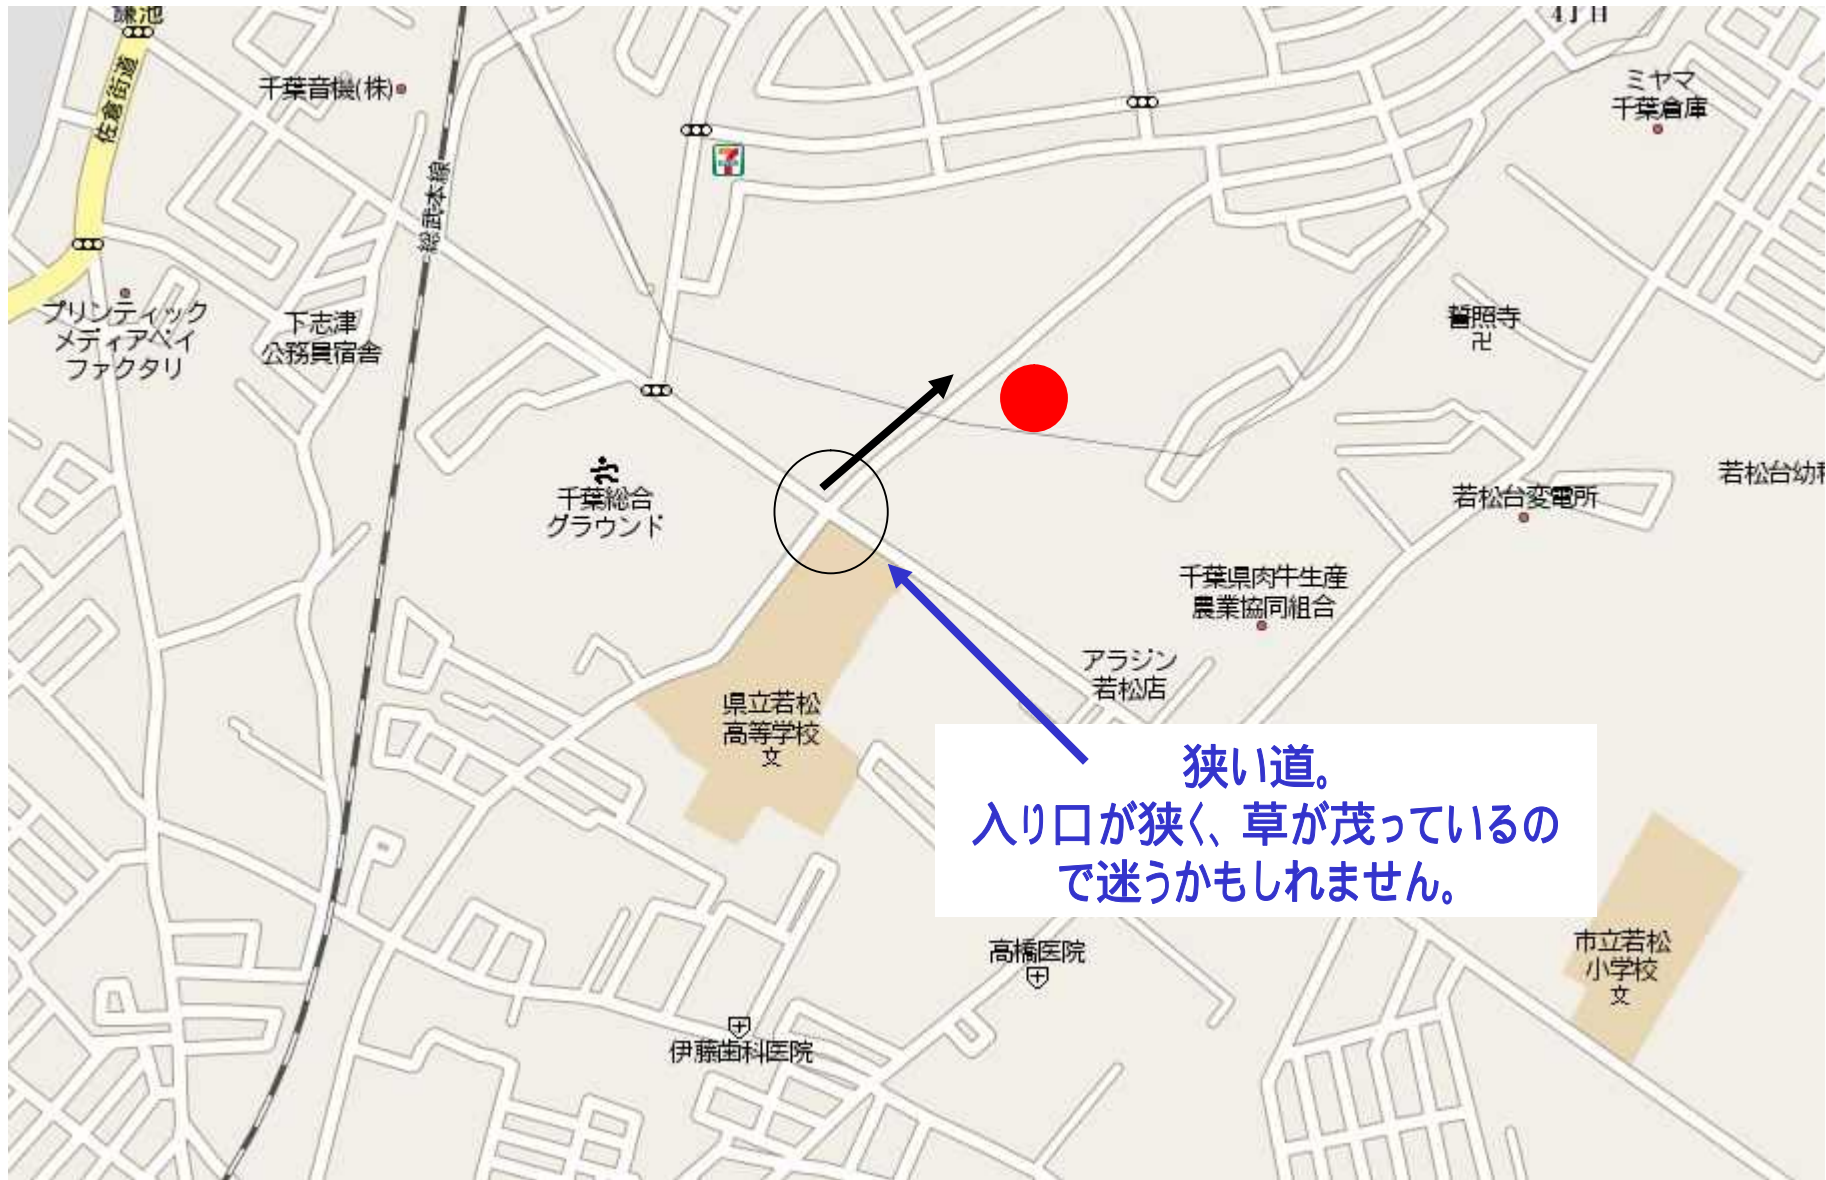 4丁目
佐倉街道
千葉音機(株)
総武本線
ミヤマ
千葉倉庫
プリンティック
メディアベイ
ファクタリ
下志津
公務員宿舎
誓照寺
卍
千葉総合
グラウンド
若松台変電所
若松台幼
千葉県肉牛生産
農業協同組合
アラジン
若松店
県立若松
高等学校
文
狭い道。
入り口が狭く、草が茂っているの
で迷うかもしれません。
高橋医院
伊藤歯科医院
市立若松
小学校
文